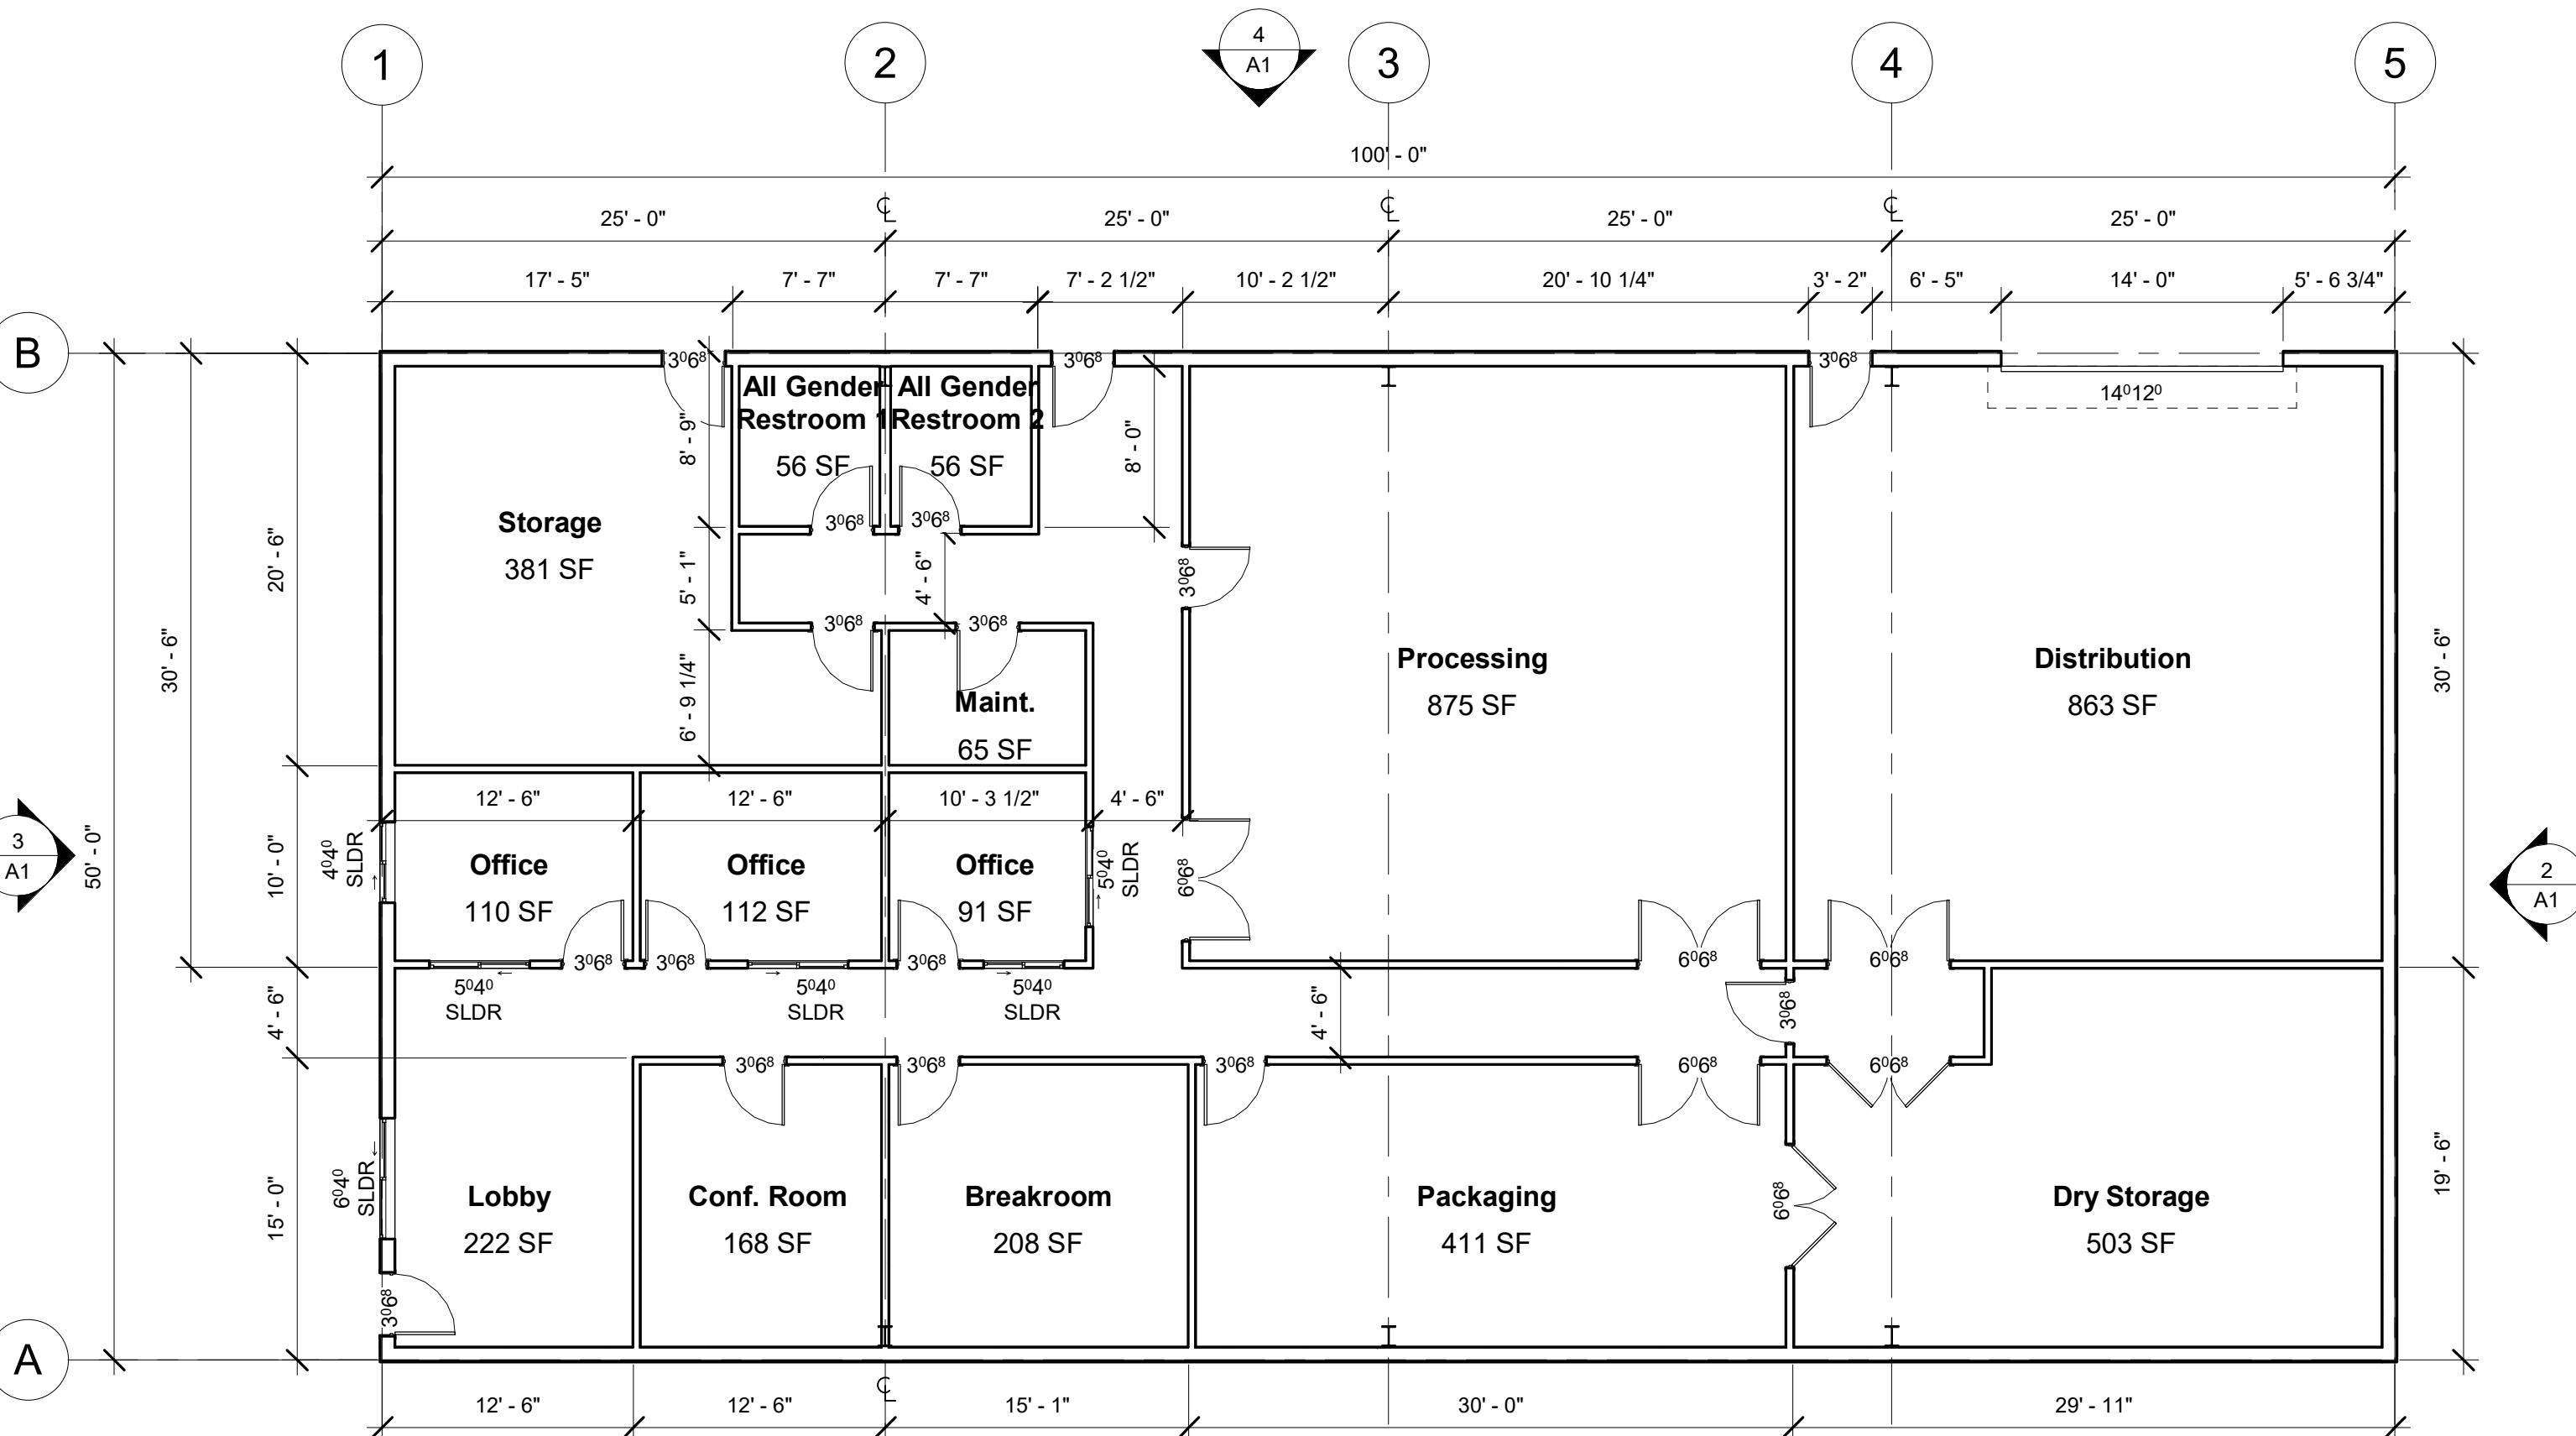 1
2
4
A1
3
4
5
100' - 0"
25' - 0"
℄
25' - 0"
℄
25' - 0"
℄
25' - 0"
17' - 5"
7' - 7"
7' - 7"
7' - 2 1/2"
10' - 2 1/2"
20' - 10 1/4"
3' - 2"
6' - 5"
14' - 0"
5' - 6 3/4"
B
3⁰6⁸
3⁰6⁸
3⁰6⁸
14⁰12⁰
All Gender
Restroom 1
56 SF
All Gender
Restroom 2
56 SF
8' - 9"
8' - 0"
Storage
381 SF
3⁰6⁸
3⁰6⁸
20' - 6"
5' - 1"
4' - 6"
3⁰6⁸
30' - 6"
3⁰6⁸
3⁰6⁸
6' - 9 1/4"
Maint.
65 SF
Processing
875 SF
Distribution
863 SF
30' - 6"
12' - 6"
12' - 6"
10' - 3 1/2"
4' - 6"
3
A1
50' - 0"
10' - 0"
4⁰4⁰
SLDR
Office
110 SF
Office
112 SF
Office
91 SF
5⁰4⁰
SLDR
6⁰6⁸
2
A1
3⁰6⁸
3⁰6⁸
3⁰6⁸
6⁰6⁸
6⁰6⁸
5⁰4⁰
SLDR
5⁰4⁰
SLDR
5⁰4⁰
SLDR
4' - 6"
4' - 6"
3⁰6⁸
3⁰6⁸
3⁰6⁸
3⁰6⁸
6⁰6⁸
6⁰6⁸
15' - 0"
6⁰4⁰
SLDR
Lobby
222 SF
Conf. Room
168 SF
Breakroom
208 SF
Packaging
411 SF
6⁰6⁸
Dry Storage
503 SF
19' - 6"
3⁰6⁸
A
℄
12' - 6"
12' - 6"
15' - 1"
30' - 0"
29' - 11"